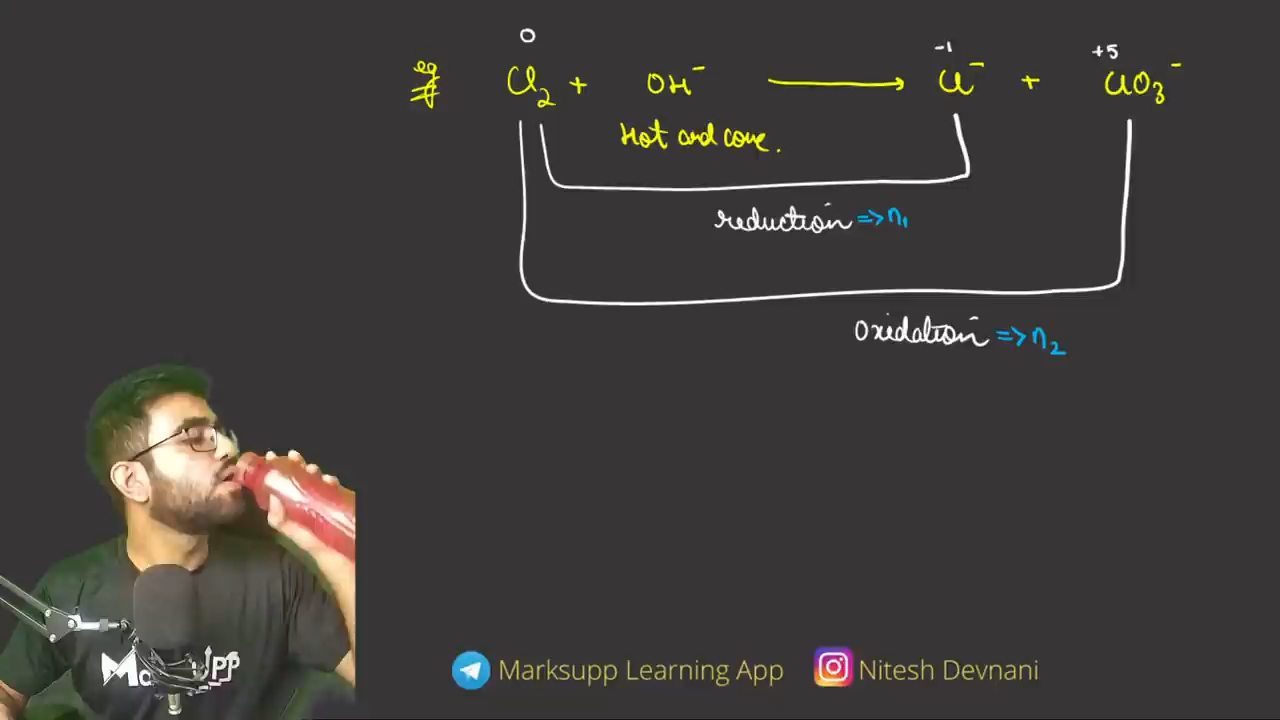 0 -1 +5
eg Cl2 + OH⁻ ⟶ Cl⁻ + ClO3⁻
Hot and conc.
reduction => n1
oxidation => n2
Marksupp Learning App Nitesh Devnani